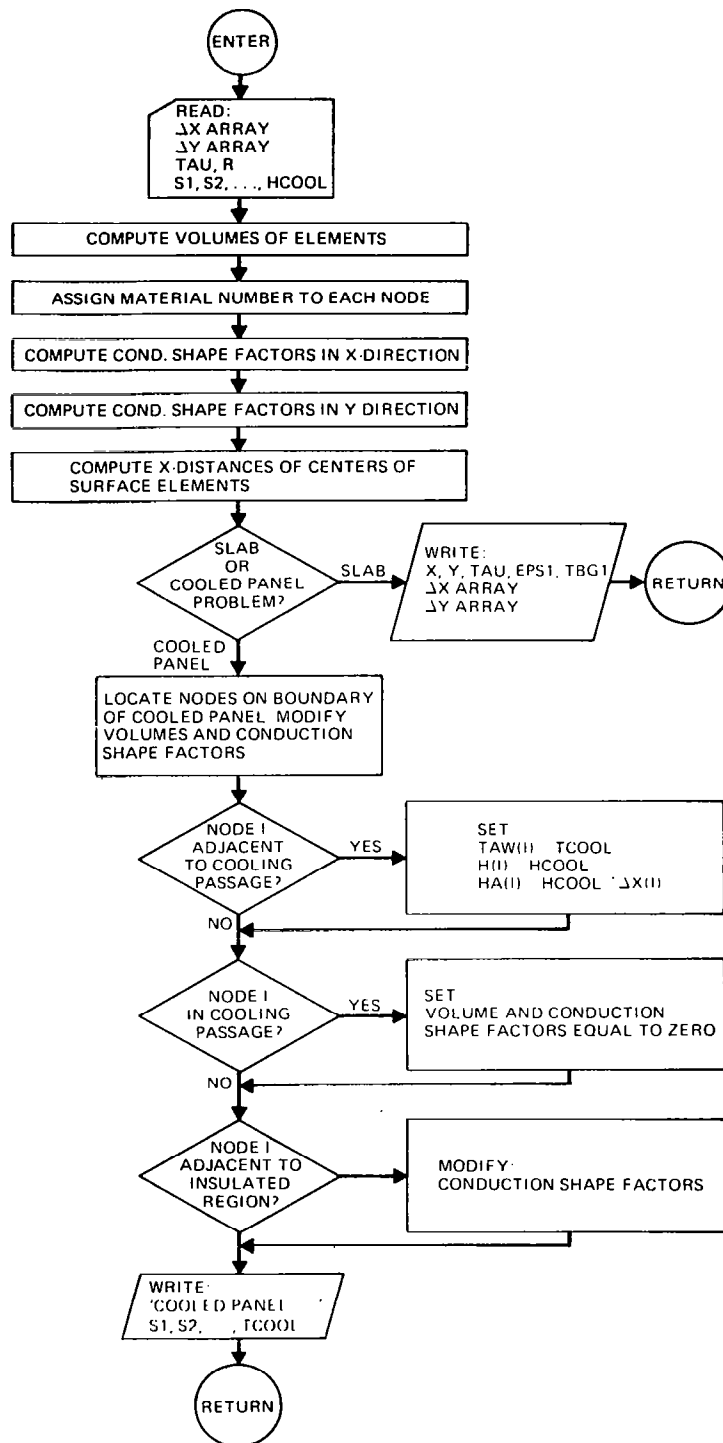 ENTER
READ:
ΔX ARRAY
ΔY ARRAY
TAU, R
S1, S2, . . ., HCOOL
COMPUTE VOLUMES OF ELEMENTS
ASSIGN MATERIAL NUMBER TO EACH NODE
COMPUTE COND. SHAPE FACTORS IN X-DIRECTION
COMPUTE COND. SHAPE FACTORS IN Y DIRECTION
COMPUTE X-DISTANCES OF CENTERS OF
SURFACE ELEMENTS
SLAB
OR
COOLED PANEL
PROBLEM?
SLAB
WRITE:
X, Y, TAU, EPS1, TBG1
ΔX ARRAY
ΔY ARRAY
RETURN
COOLED
PANEL
LOCATE NODES ON BOUNDARY
OF COOLED PANEL MODIFY
VOLUMES AND CONDUCTION
SHAPE FACTORS
NODE I
ADJACENT
TO COOLING
PASSAGE?
YES
SET
TAW(I) TCOOL
H(I) HCOOL
HA(I) HCOOL * ΔX(I)
NO
NODE I
IN COOLING
PASSAGE?
YES
SET
VOLUME AND CONDUCTION
SHAPE FACTORS EQUAL TO ZERO
NO
NODE I
ADJACENT TO
INSULATED
REGION?
MODIFY:
CONDUCTION SHAPE FACTORS
WRITE:
'COOLED PANEL '
S1, S2, , TCOOL
RETURN